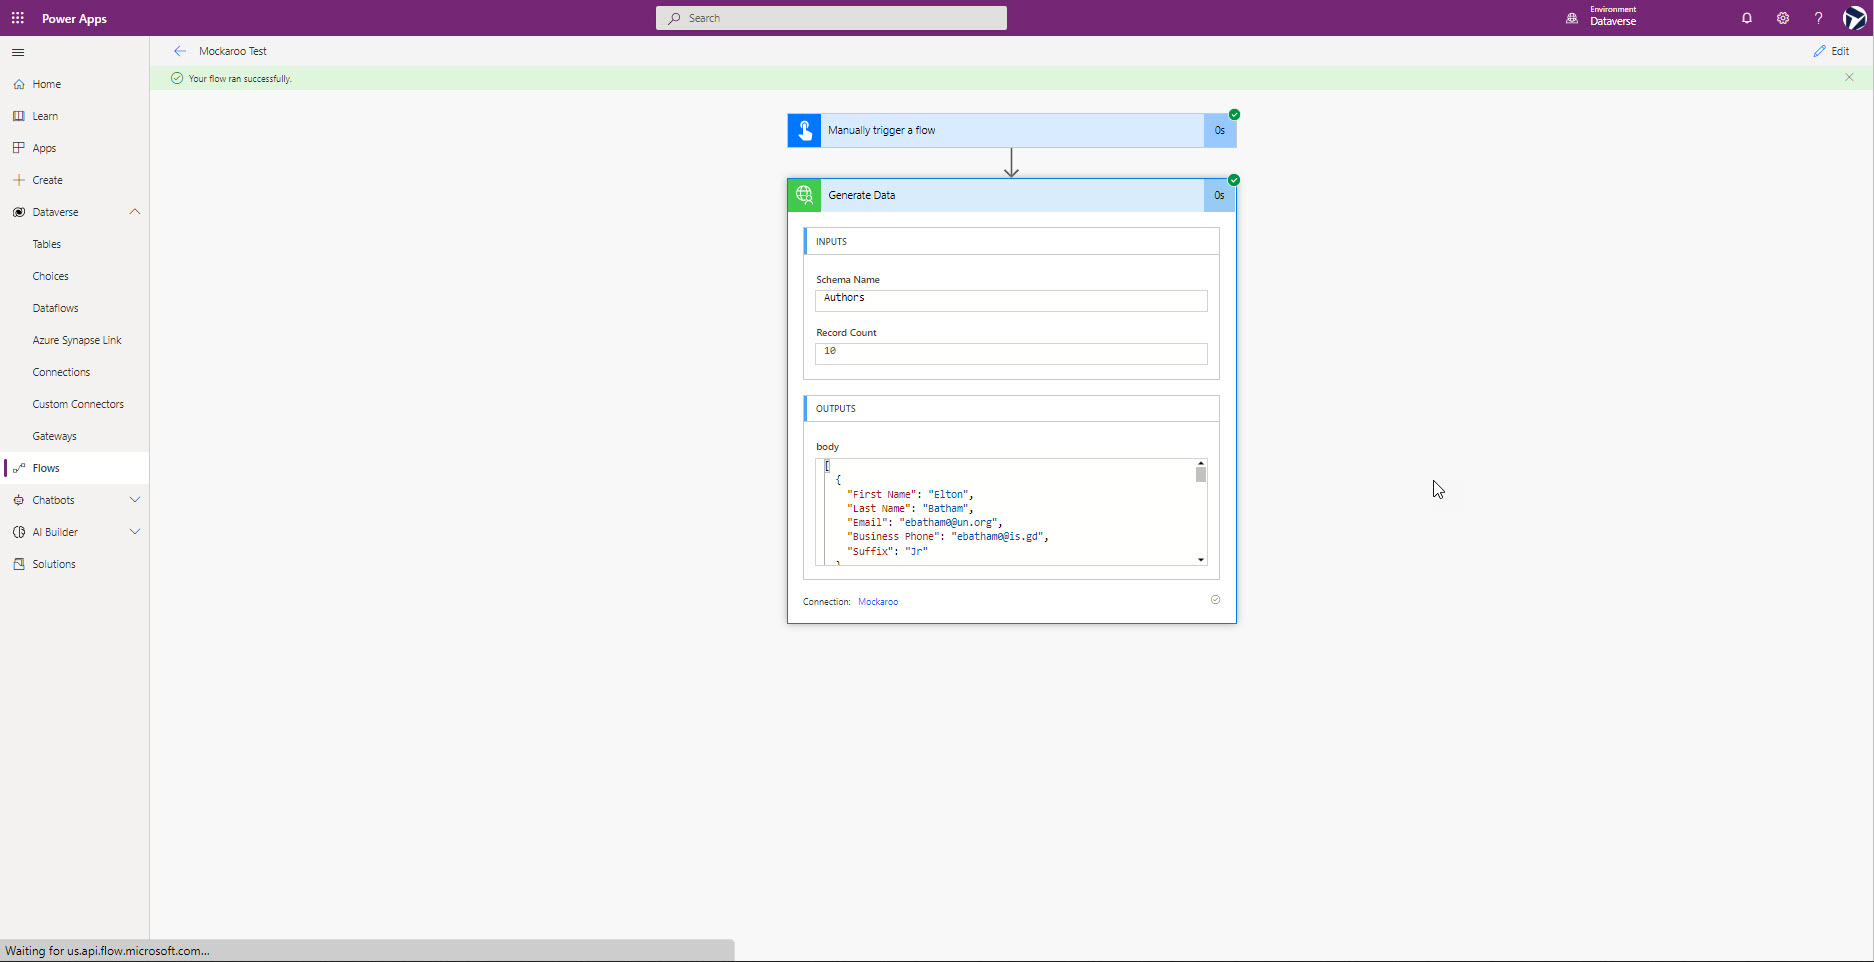 Power Apps
Search
Environment
Dataverse
?
Mockaroo Test
Edit
Your flow ran successfully.
Home
Learn
Apps
Create
Dataverse
Tables
Choices
Dataflows
Azure Synapse Link
Connections
Custom Connectors
Gateways
Flows
Chatbots
AI Builder
Solutions
Manually trigger a flow
0s
Generate Data
0s
INPUTS
Schema Name
Authors
Record Count
10
OUTPUTS
body
[
{
"First Name": "Elton",
"Last Name": "Batham",
"Email": "ebatham0@un.org",
"Business Phone": "ebatham0@is.gd",
"Suffix": "Jr"
}
Connection: Mockaroo
Waiting for us.api.flow.microsoft.com...